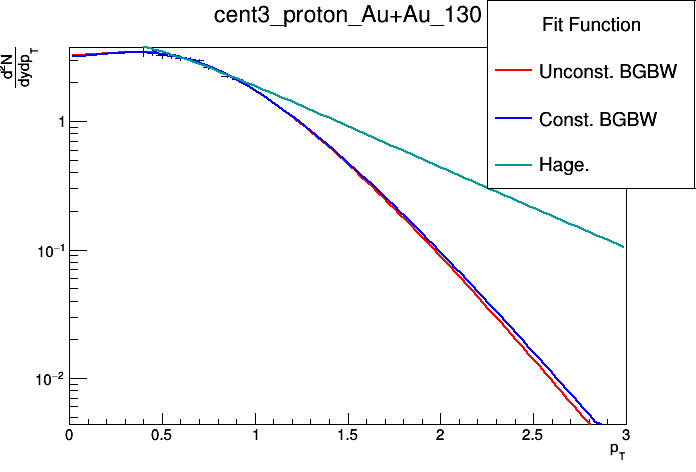 cent3_proton_Au+Au_130
Fit Function
Unconst. BGBW
Const. BGBW
Hage.
d²N
dydp_T
1
10⁻¹
10⁻²
0 0.5 1 1.5 2 2.5 3
p_T